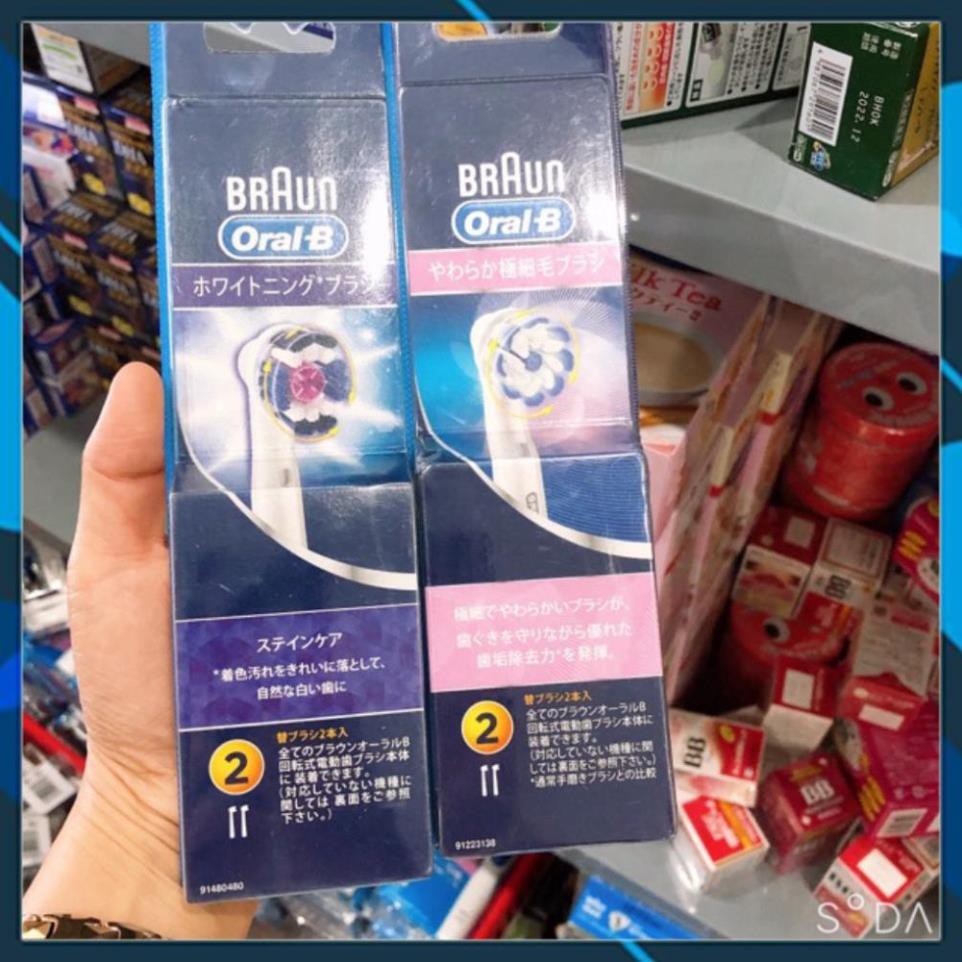 BRAUN
Oral-B
ホワイトニング*ブラシ
ステインケア
*着色汚れをきれいに落として、
自然な白い歯に
2
替ブラシ2本入
全てのブラウンオーラルB
回転式電動歯ブラシ本体
に装着できます。
(対応していない機種に
関しては 裏面をご参照
下さい。)
91480480
BRAUN
Oral-B
やわらか極細毛ブラシ
極細でやわらかいブラシが、
歯ぐきを守りながら優れた
歯垢除去力*を発揮。
2
替ブラシ2本入
全てのブラウンオーラルB
回転式電動歯ブラシ本体に
装着できます。
(対応していない機種に関
しては裏面をご参照下さい。)
*通常手磨きブラシとの比較
91223138
BHOK
2022.12
Tea
BB
BB
BB
SODA